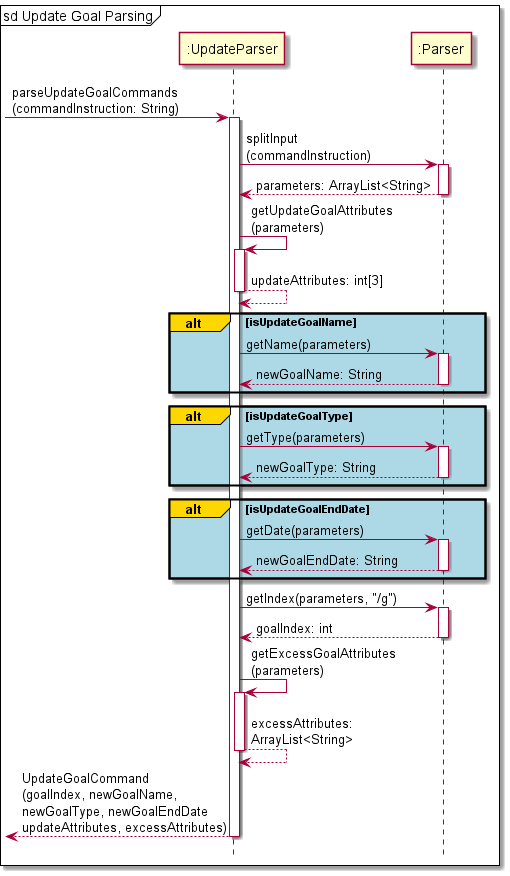 sd Update Goal Parsing
:UpdateParser
:Parser
parseUpdateGoalCommands
(commandInstruction: String)
splitInput
(commandInstruction)
parameters: ArrayList<String>
getUpdateGoalAttributes
(parameters)
updateAttributes: int[3]
alt
[isUpdateGoalName]
getName(parameters)
newGoalName: String
alt
[isUpdateGoalType]
getType(parameters)
newGoalType: String
alt
[isUpdateGoalEndDate]
getDate(parameters)
newGoalEndDate: String
getIndex(parameters, "/g")
goalIndex: int
getExcessGoalAttributes
(parameters)
excessAttributes:
ArrayList<String>
UpdateGoalCommand
(goalIndex, newGoalName,
newGoalType, newGoalEndDate
updateAttributes, excessAttributes)